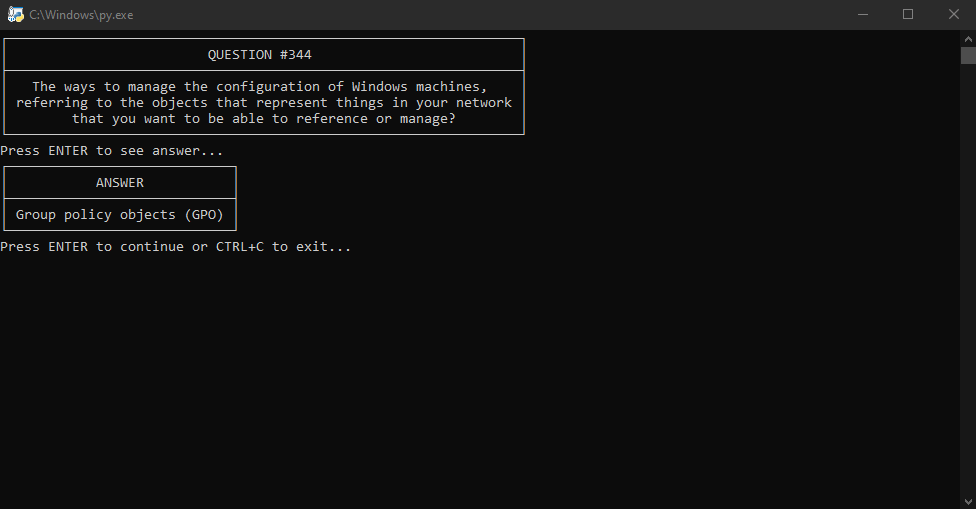 C:\Windows\py.exe
QUESTION #344
The ways to manage the configuration of Windows machines,
referring to the objects that represent things in your network
that you want to be able to reference or manage?
Press ENTER to see answer...
ANSWER
Group policy objects (GPO)
Press ENTER to continue or CTRL+C to exit...